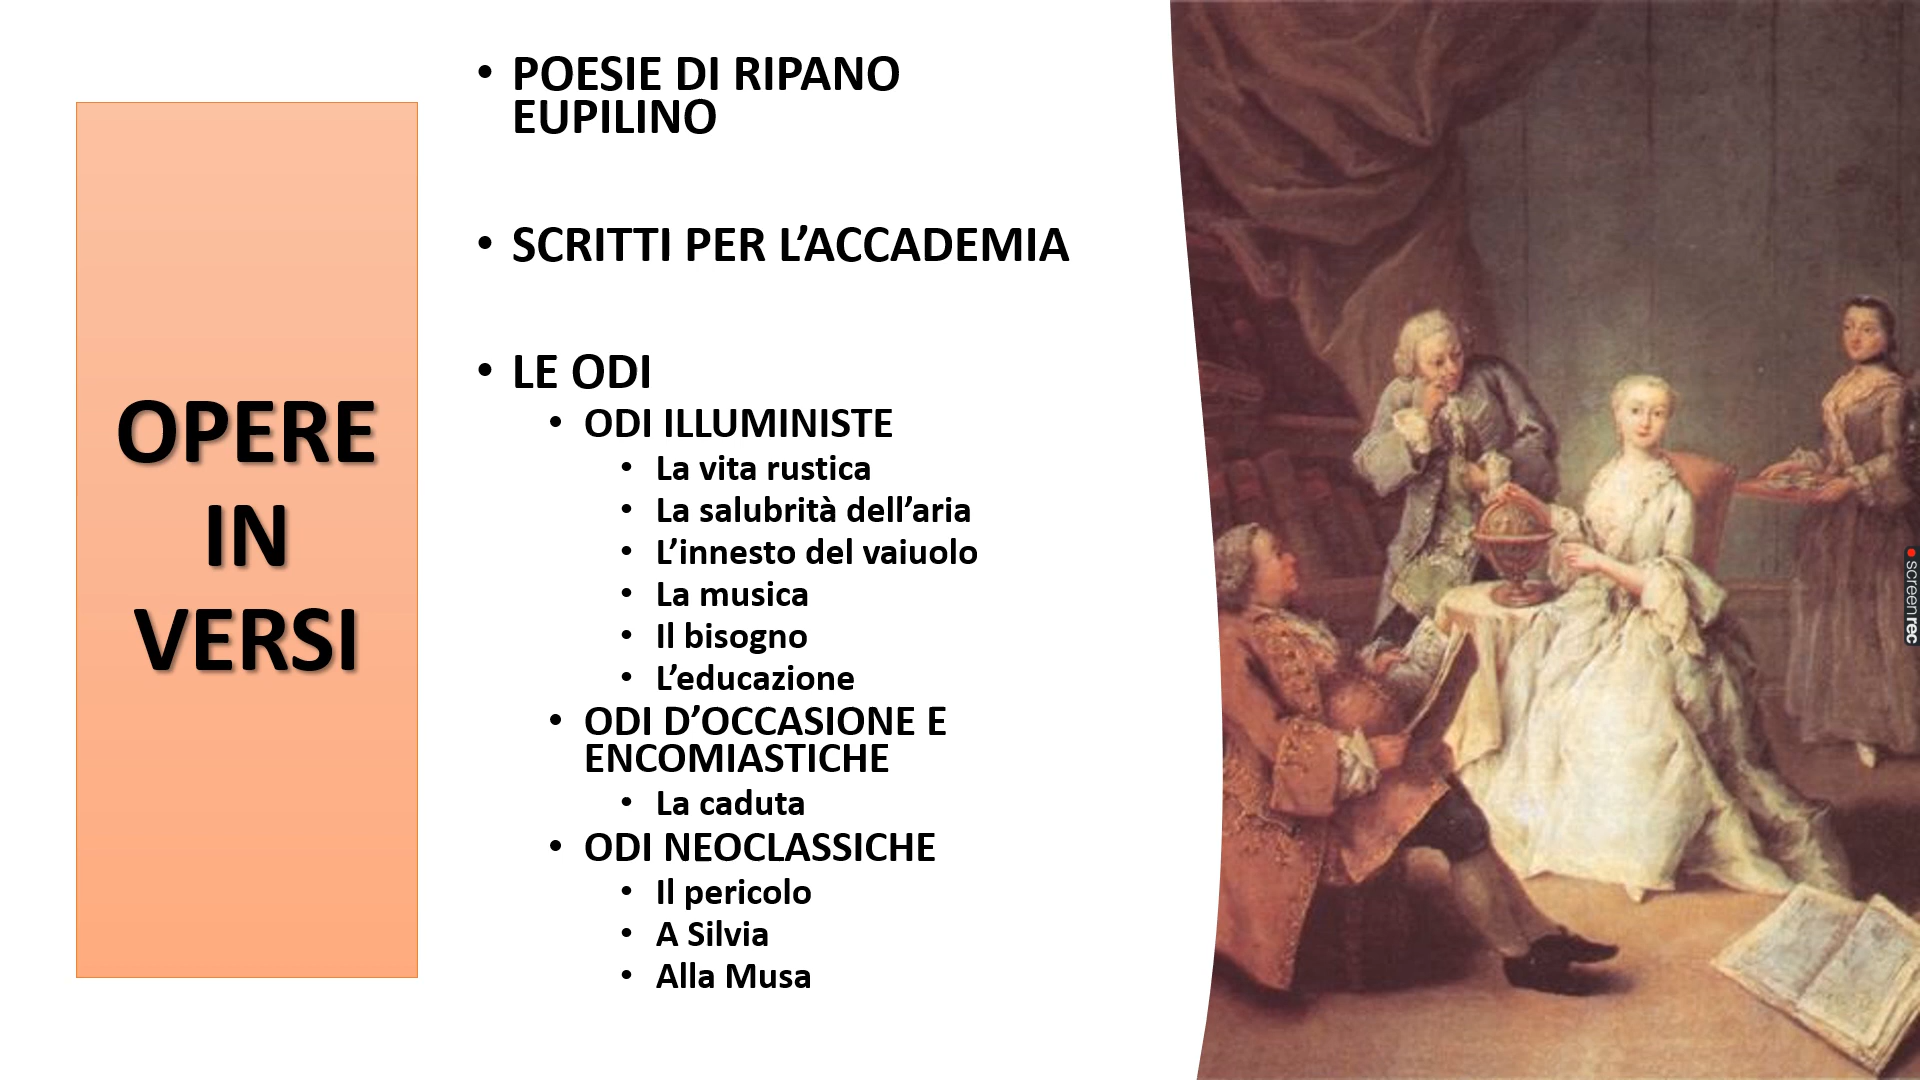 OPERE
IN
VERSI
• POESIE DI RIPANO
EUPILINO
• SCRITTI PER L’ACCADEMIA
• LE ODI
• ODI ILLUMINISTE
• La vita rustica
• La salubrità dell’aria
• L’innesto del vaiuolo
• La musica
• Il bisogno
• L’educazione
• ODI D’OCCASIONE E
ENCOMIASTICHE
• La caduta
• ODI NEOCLASSICHE
• Il pericolo
• A Silvia
• Alla Musa
screenrec